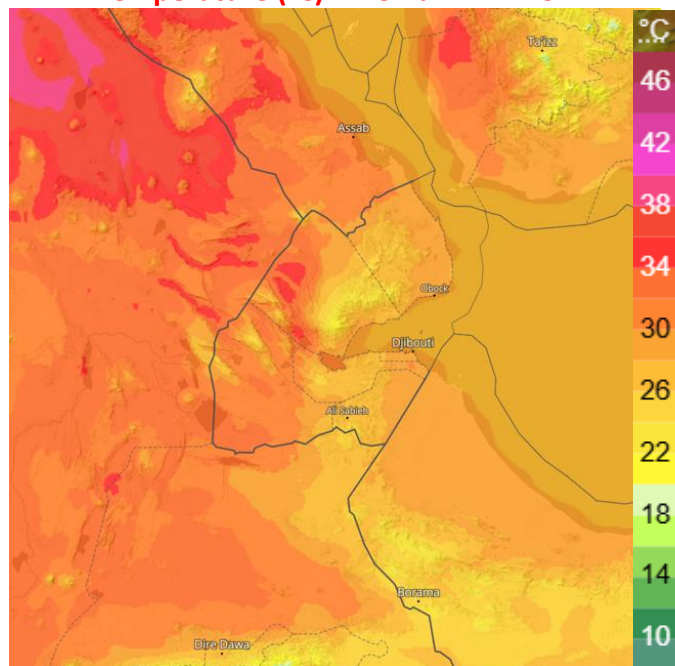 °C
Ta'izz
46
Assab
42
38
34
Obock
30
Djibouti
26
Ali Sabieh
22
18
14
Borama
10
Dire Dawa